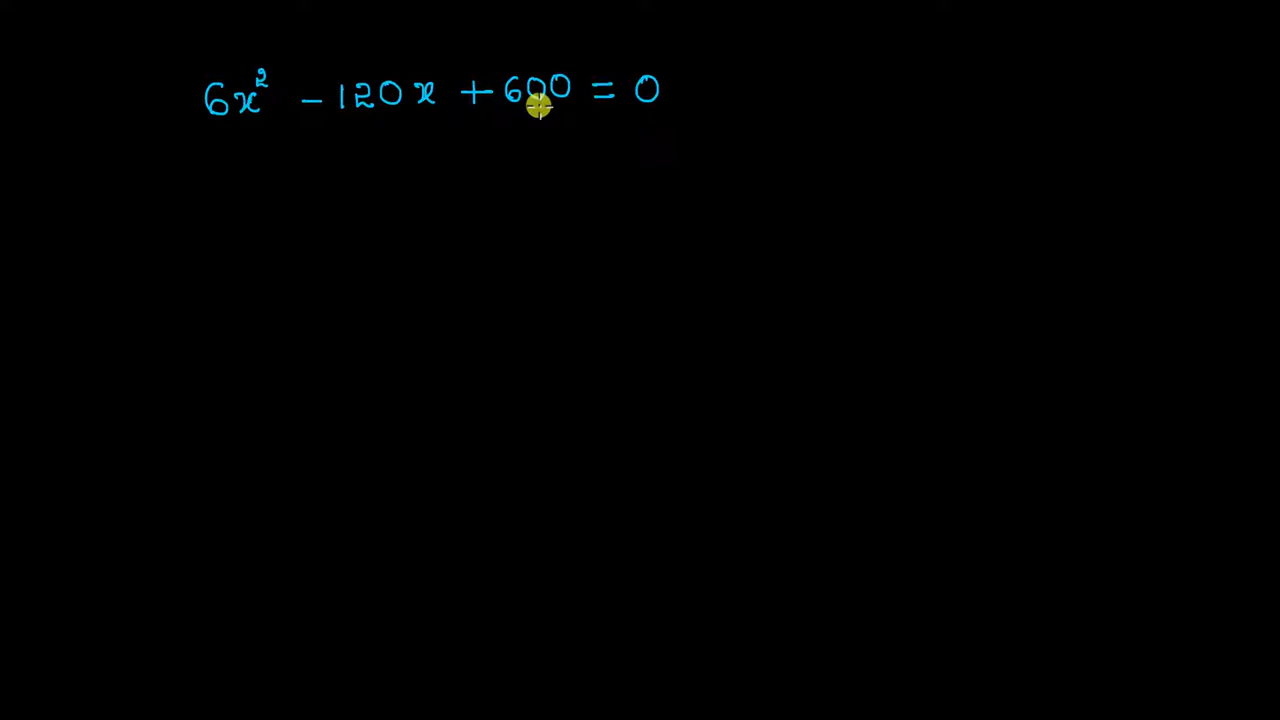 6x² - 120x + 600 = 0